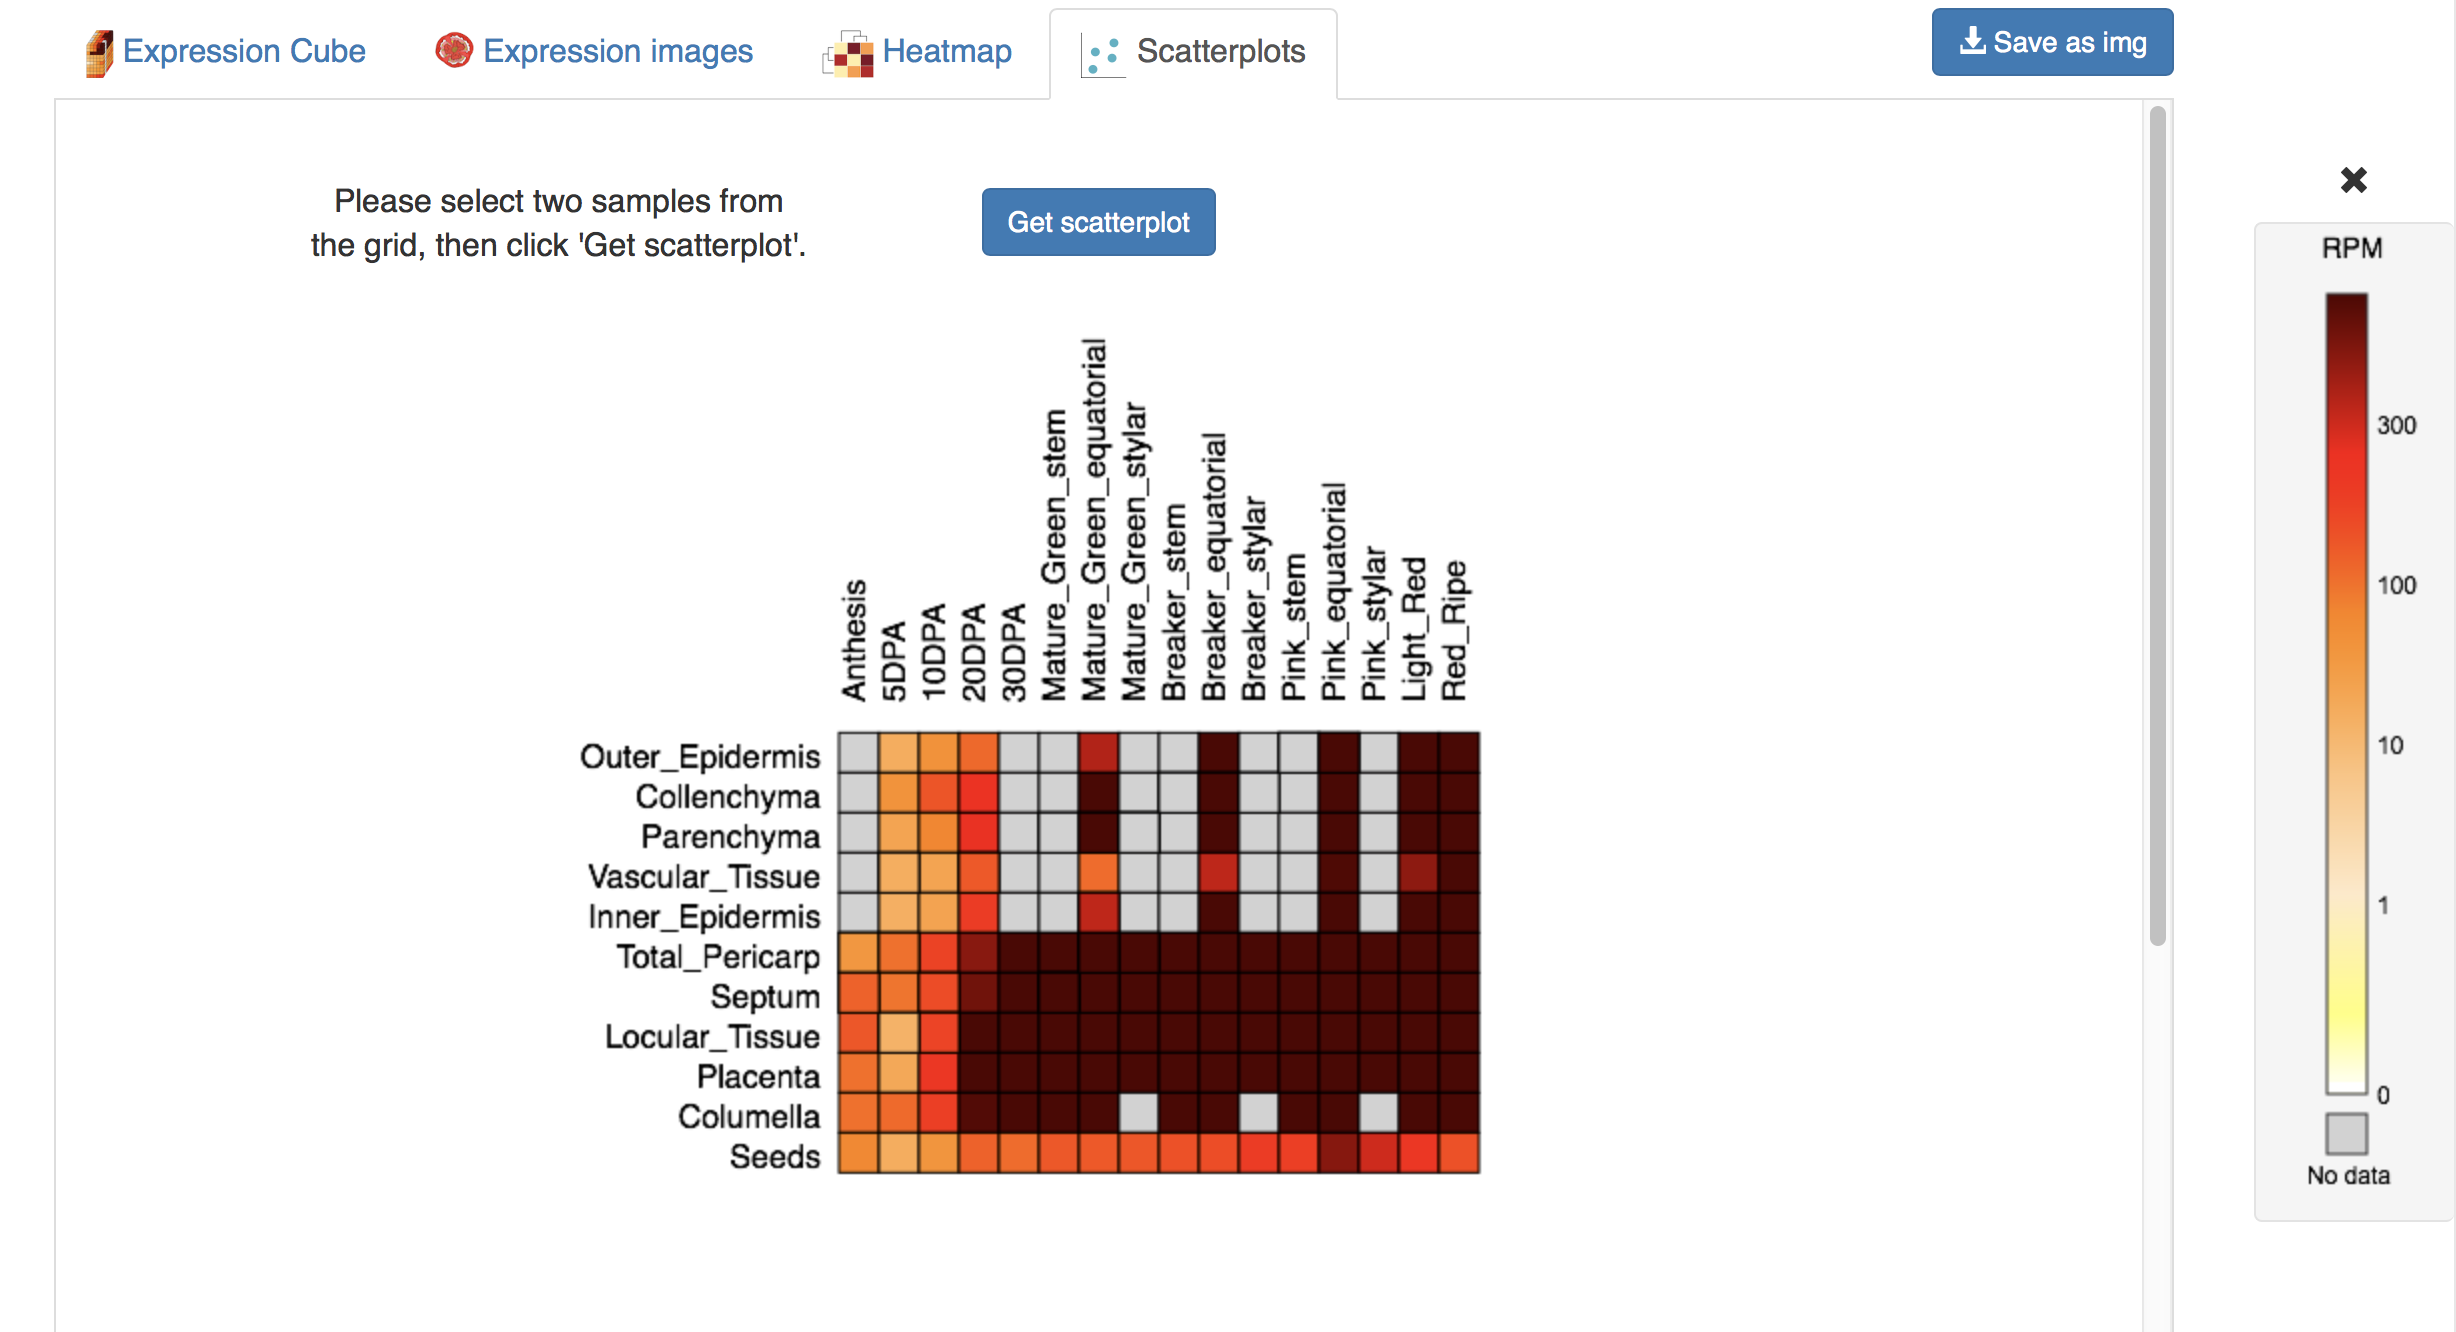 Expression Cube
Expression images
Heatmap
Scatterplots
Save as img
Please select two samples from
the grid, then click 'Get scatterplot'.
Get scatterplot
RPM
300
100
10
1
0
No data
Anthesis
5DPA
10DPA
20DPA
30DPA
Mature_Green_stem
Mature_Green_equatorial
Mature_Green_stylar
Breaker_stem
Breaker_equatorial
Breaker_stylar
Pink_stem
Pink_equatorial
Pink_stylar
Light_Red
Red_Ripe
Outer_Epidermis
Collenchyma
Parenchyma
Vascular_Tissue
Inner_Epidermis
Total_Pericarp
Septum
Locular_Tissue
Placenta
Columella
Seeds